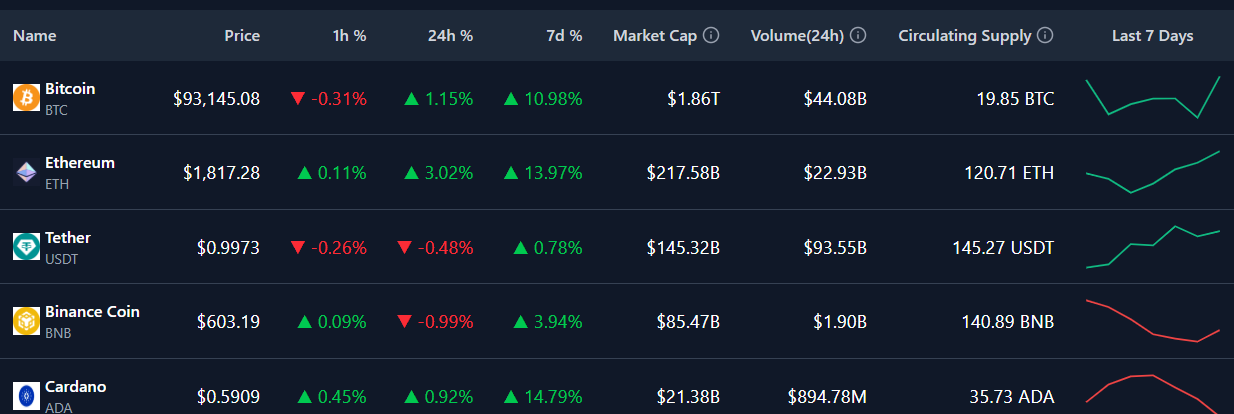 Name Price 1h % 24h % 7d % Market Cap Volume(24h) Circulating Supply Last 7 Days
Bitcoin
BTC
$93,145.08 ▼ -0.31% ▲ 1.15% ▲ 10.98% $1.86T $44.08B 19.85 BTC
Ethereum
ETH
$1,817.28 ▲ 0.11% ▲ 3.02% ▲ 13.97% $217.58B $22.93B 120.71 ETH
Tether
USDT
$0.9973 ▼ -0.26% ▼ -0.48% ▲ 0.78% $145.32B $93.55B 145.27 USDT
Binance Coin
BNB
$603.19 ▲ 0.09% ▼ -0.99% ▲ 3.94% $85.47B $1.90B 140.89 BNB
Cardano
ADA
$0.5909 ▲ 0.45% ▲ 0.92% ▲ 14.79% $21.38B $894.78M 35.73 ADA